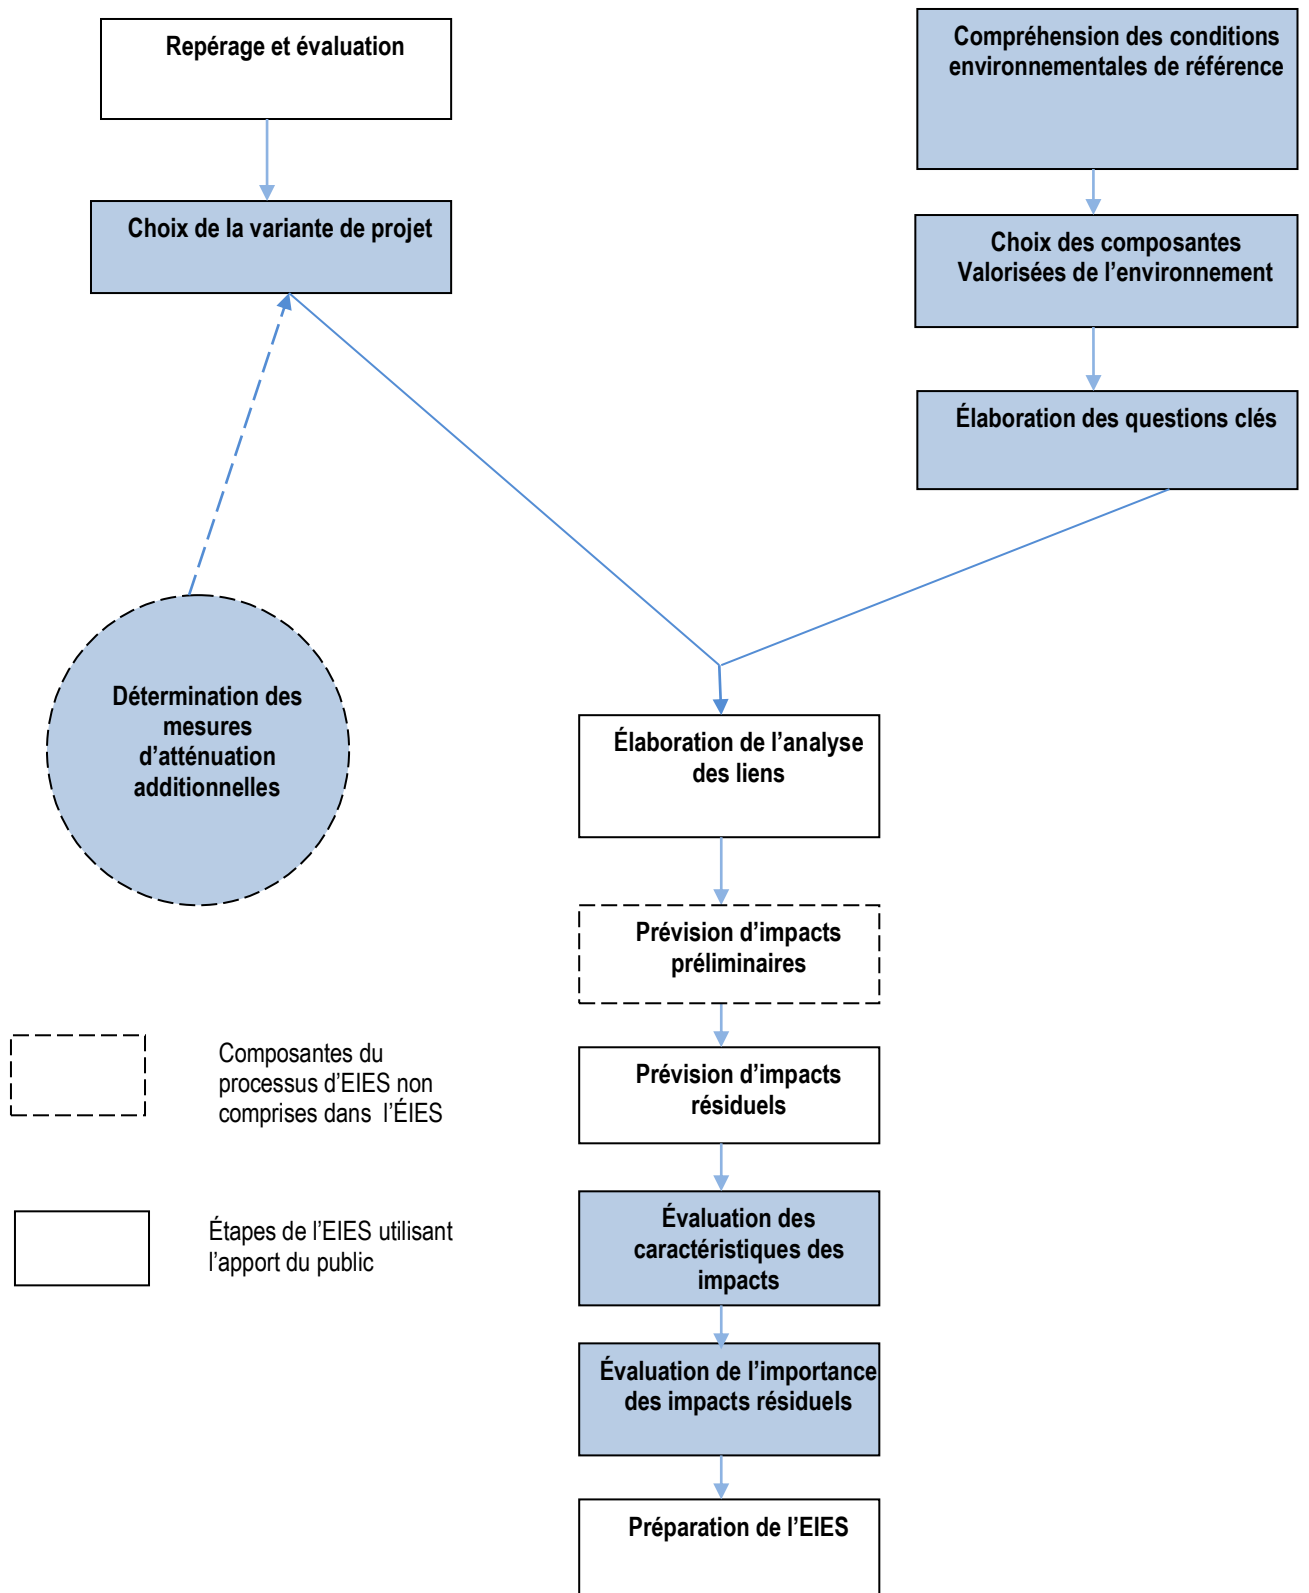 Repérage et évaluation
Compréhension des conditions
environnementales de référence
Choix de la variante de projet
Choix des composantes
Valorisées de l’environnement
Élaboration des questions clés
Détermination des
mesures
d’atténuation
additionnelles
Élaboration de l’analyse
des liens
Prévision d’impacts
préliminaires
Composantes du
processus d’EIES non
comprises dans l’ÉIES
Prévision d’impacts
résiduels
Étapes de l’EIES utilisant
l’apport du public
Évaluation des
caractéristiques des
impacts
Évaluation de l’importance
des impacts résiduels
Préparation de l’EIES